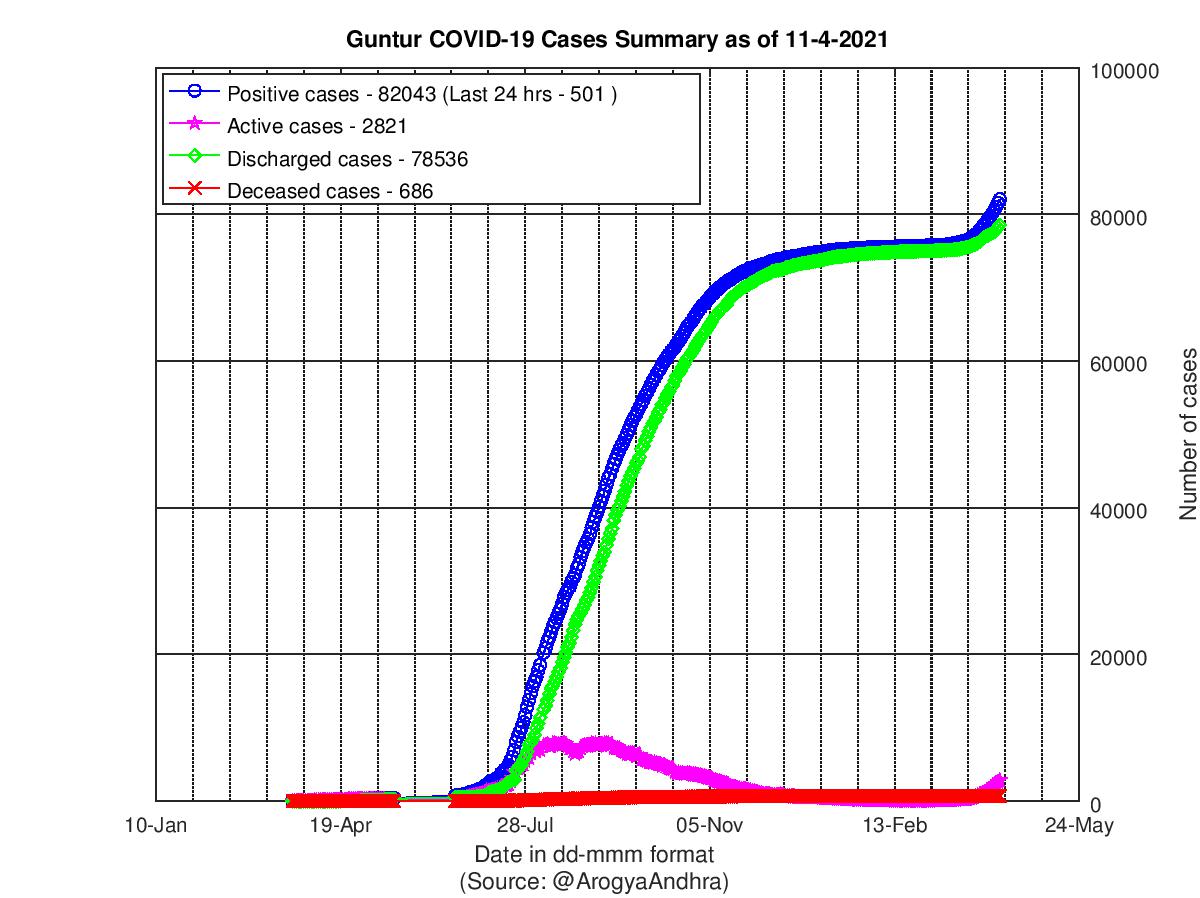 Guntur COVID-19 Cases Summary as of 11-4-2021
Positive cases - 82043 (Last 24 hrs - 501 )
Active cases - 2821
Discharged cases - 78536
Deceased cases - 686
100000
80000
60000
40000
20000
0
Number of cases
10-Jan 19-Apr 28-Jul 05-Nov 13-Feb 24-May
Date in dd-mmm format
(Source: @ArogyaAndhra)